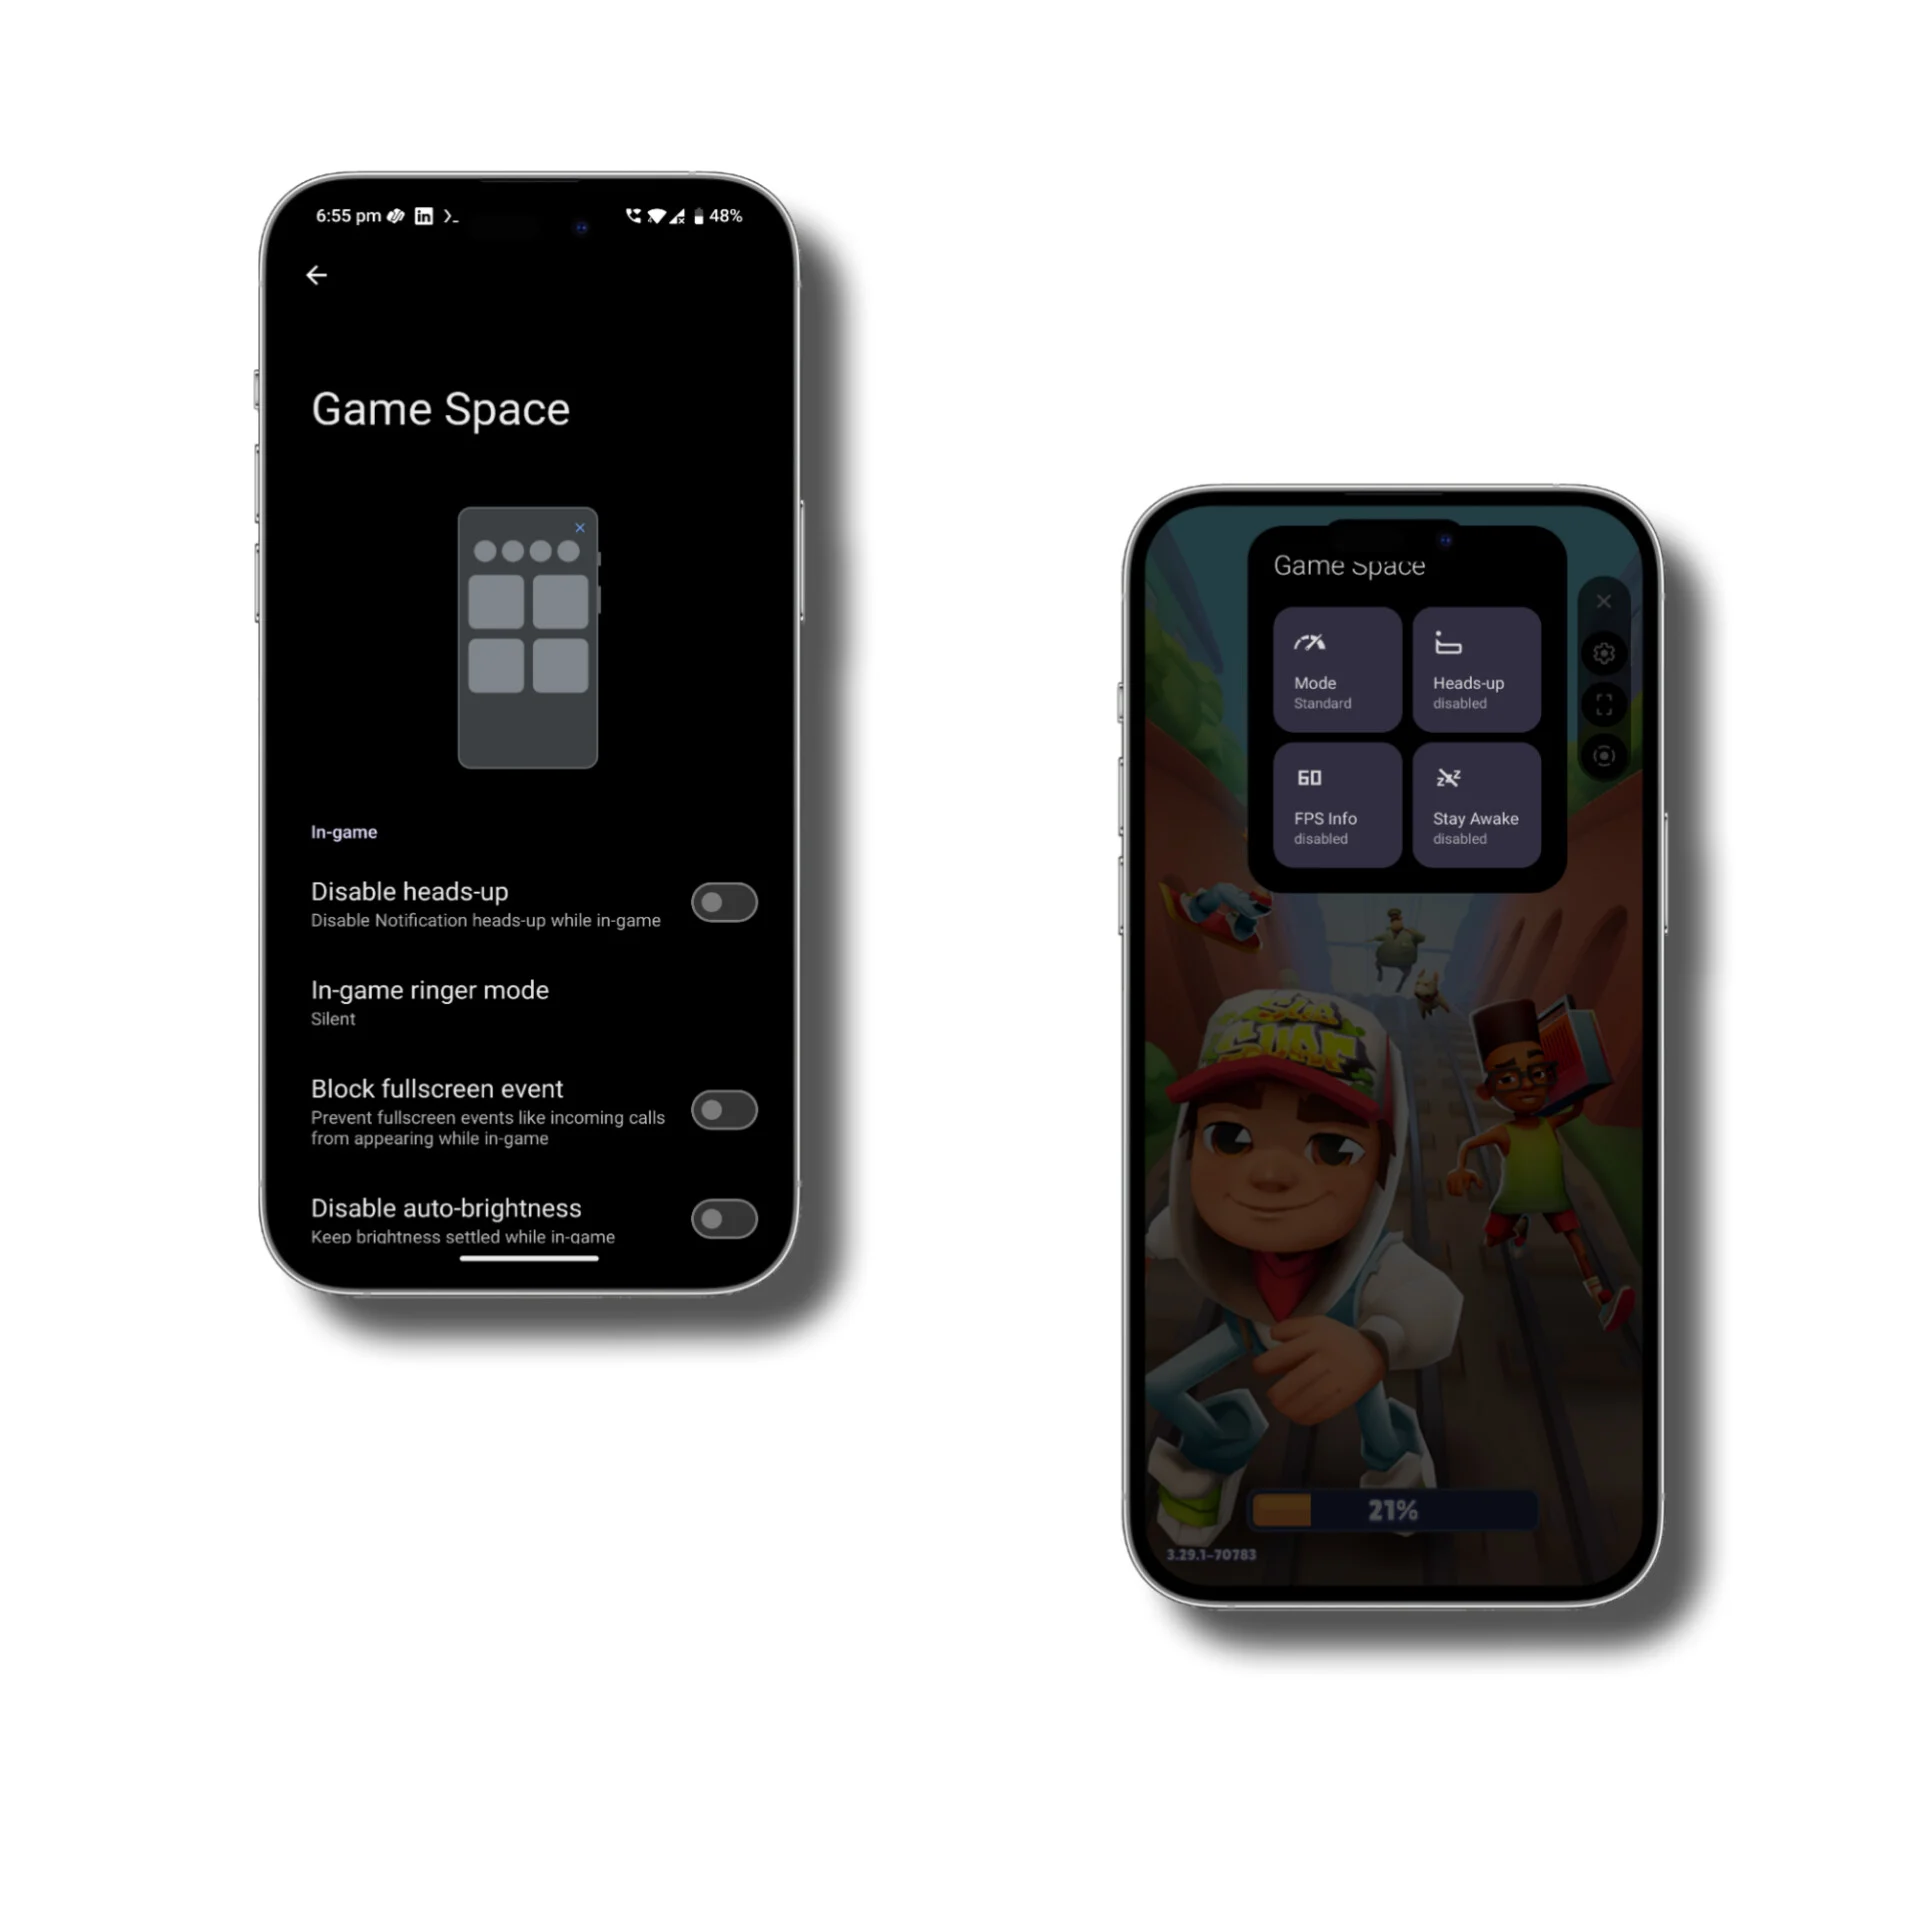 6:55 pm
48%
Game Space
In-game
Disable heads-up
Disable Notification heads-up while in-game
In-game ringer mode
Silent
Block fullscreen event
Prevent fullscreen events like incoming calls
from appearing while in-game
Disable auto-brightness
Keep brightness settled while in-game
Game Space
Mode
Standard
Heads-up
disabled
60
FPS Info
disabled
zzz
Stay Awake
disabled
21%
3.29.1-70783